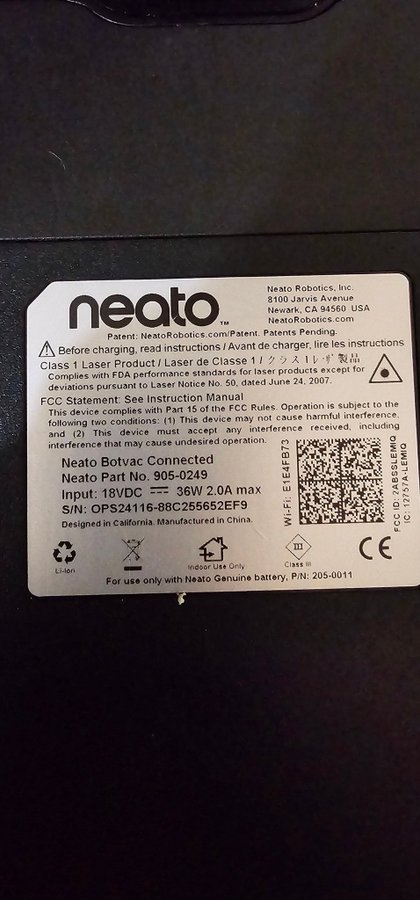 neato™
Neato Robotics, Inc.
8100 Jarvis Avenue
Newark, CA 94560 USA
NeatoRobotics.com
Patent: NeatoRobotics.com/Patent. Patents Pending.
Before charging, read instructions / Avant de charger, lire les instructions
Class 1 Laser Product / Laser de Classe 1 / クラス 1 レーザ 製品
Complies with FDA performance standards for laser products except for
deviations pursuant to Laser Notice No. 50, dated June 24, 2007.
FCC Statement: See Instruction Manual
This device complies with Part 15 of the FCC Rules. Operation is subject to the
following two conditions: (1) This device may not cause harmful interference,
and (2) This device must accept any interference received, including
interference that may cause undesired operation.
Neato Botvac Connected
Neato Part No. 905-0249
Input: 18VDC ⎓ 36W 2.0A max
S/N: OPS24116-88C255652EF9
Designed in California. Manufactured in China.
Wi-Fi: E1E4FB73
FCC ID: 2ABSSLEMIQ
ICC: 12757A-LEMIQ
Li-Ion
Indoor Use Only
III
Class III
CE
For use only with Neato Genuine battery, P/N: 205-0011